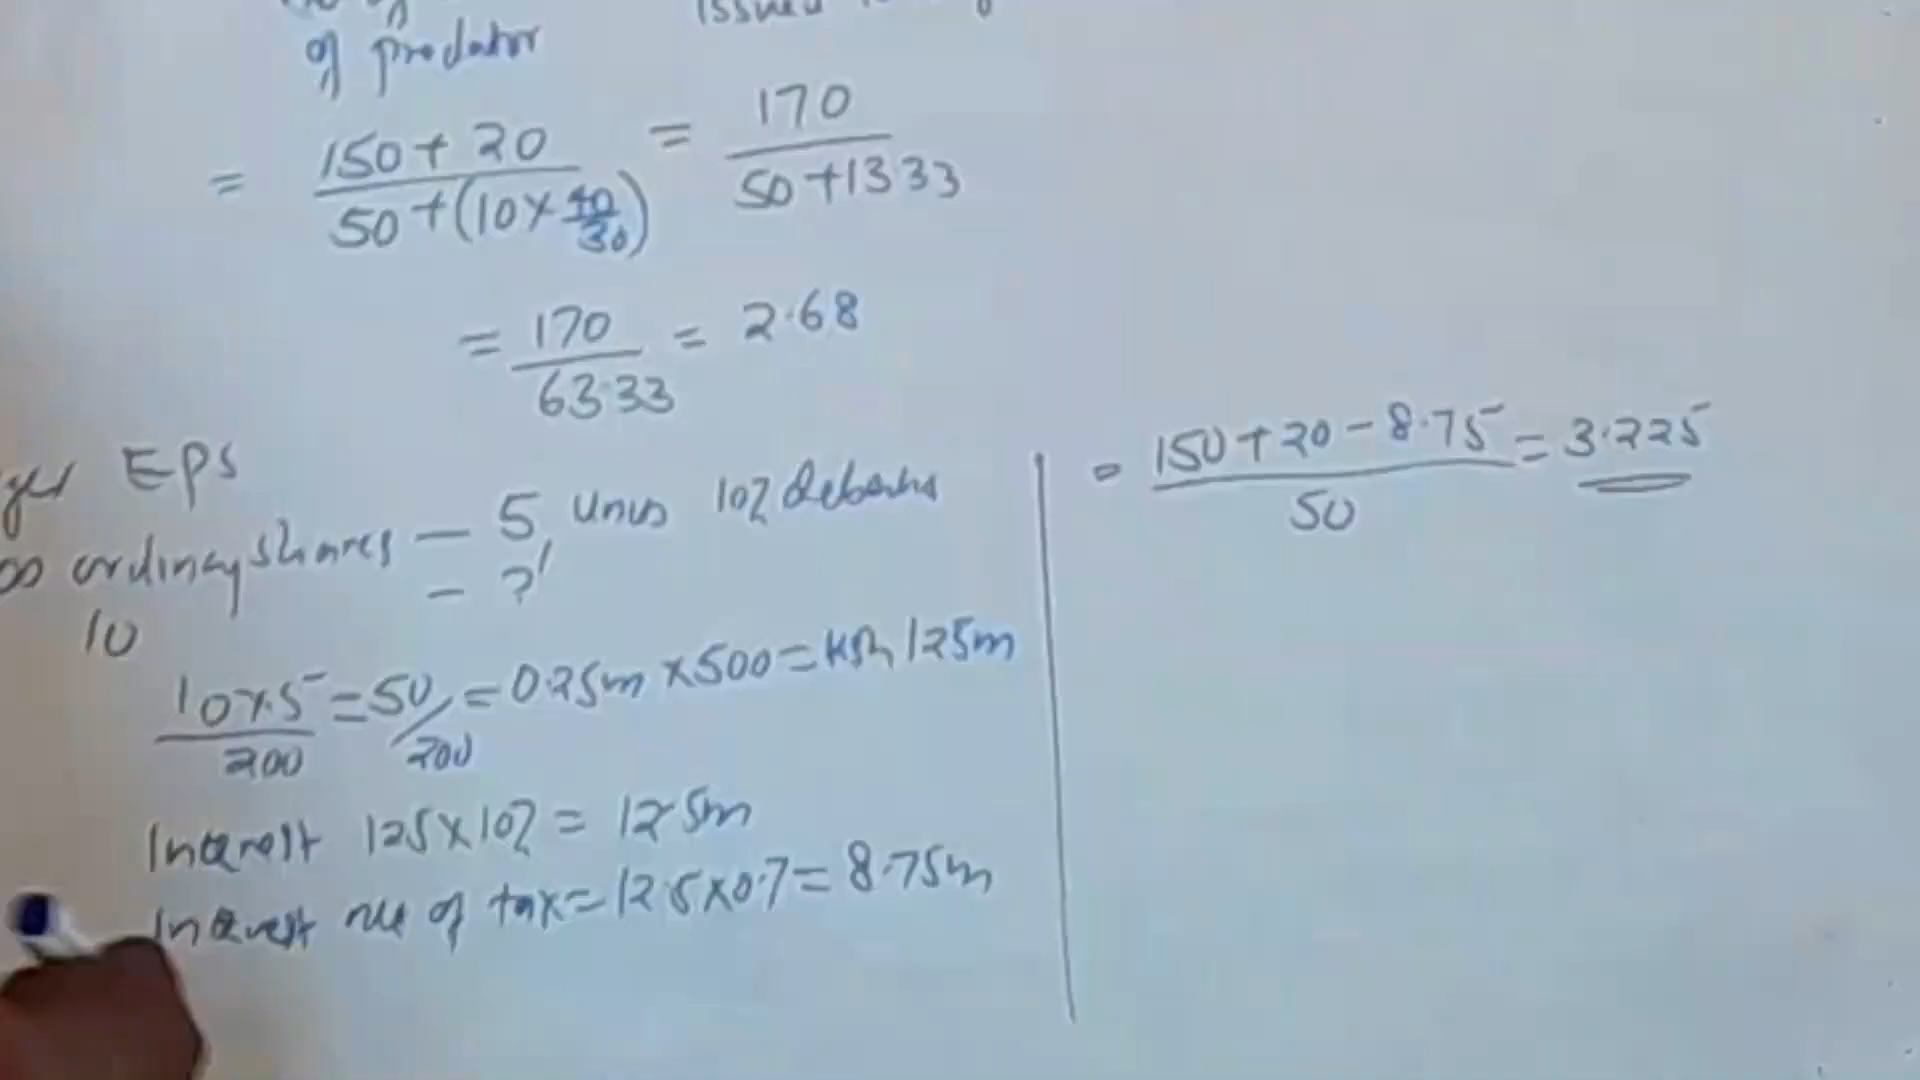 of predator
= 150 + 20 / 50 + (10 x 40/30) = 170 / 50 + 13.33
= 170 / 63.33 = 2.68
EPS
ordinary shares — 5 units 10% debentures
— ?
10
10 x 5 / 200 = 50/200 = 0.25m x 500 = Ksh 125m
Interest 125 x 10% = 12.5m
Interest net of tax = 12.5 x 0.7 = 8.75m
= 150 + 20 - 8.75 / 50 = 3.225